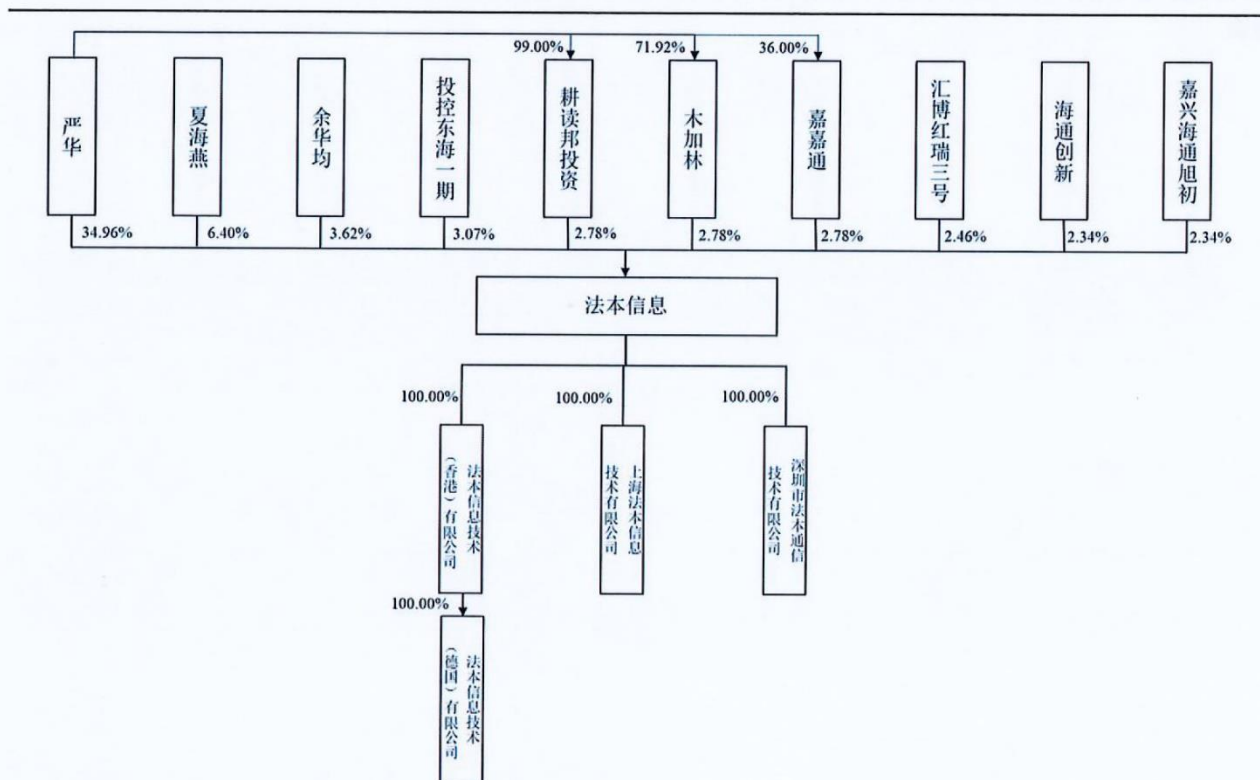 99.00%
71.92%
36.00%
严华
夏海燕
余华均
投控东海一期
耕读邦投资
木加林
嘉嘉通
汇博红瑞三号
海通创新
嘉兴海通旭初
34.96%
6.40%
3.62%
3.07%
2.78%
2.78%
2.78%
2.46%
2.34%
2.34%
法本信息
100.00%
100.00%
100.00%
法本信息技术
（香港）有限公司
上海法本信息
技术有限公司
深圳市法本通信
技术有限公司
100.00%
法本信息技术
（德国）有限公司